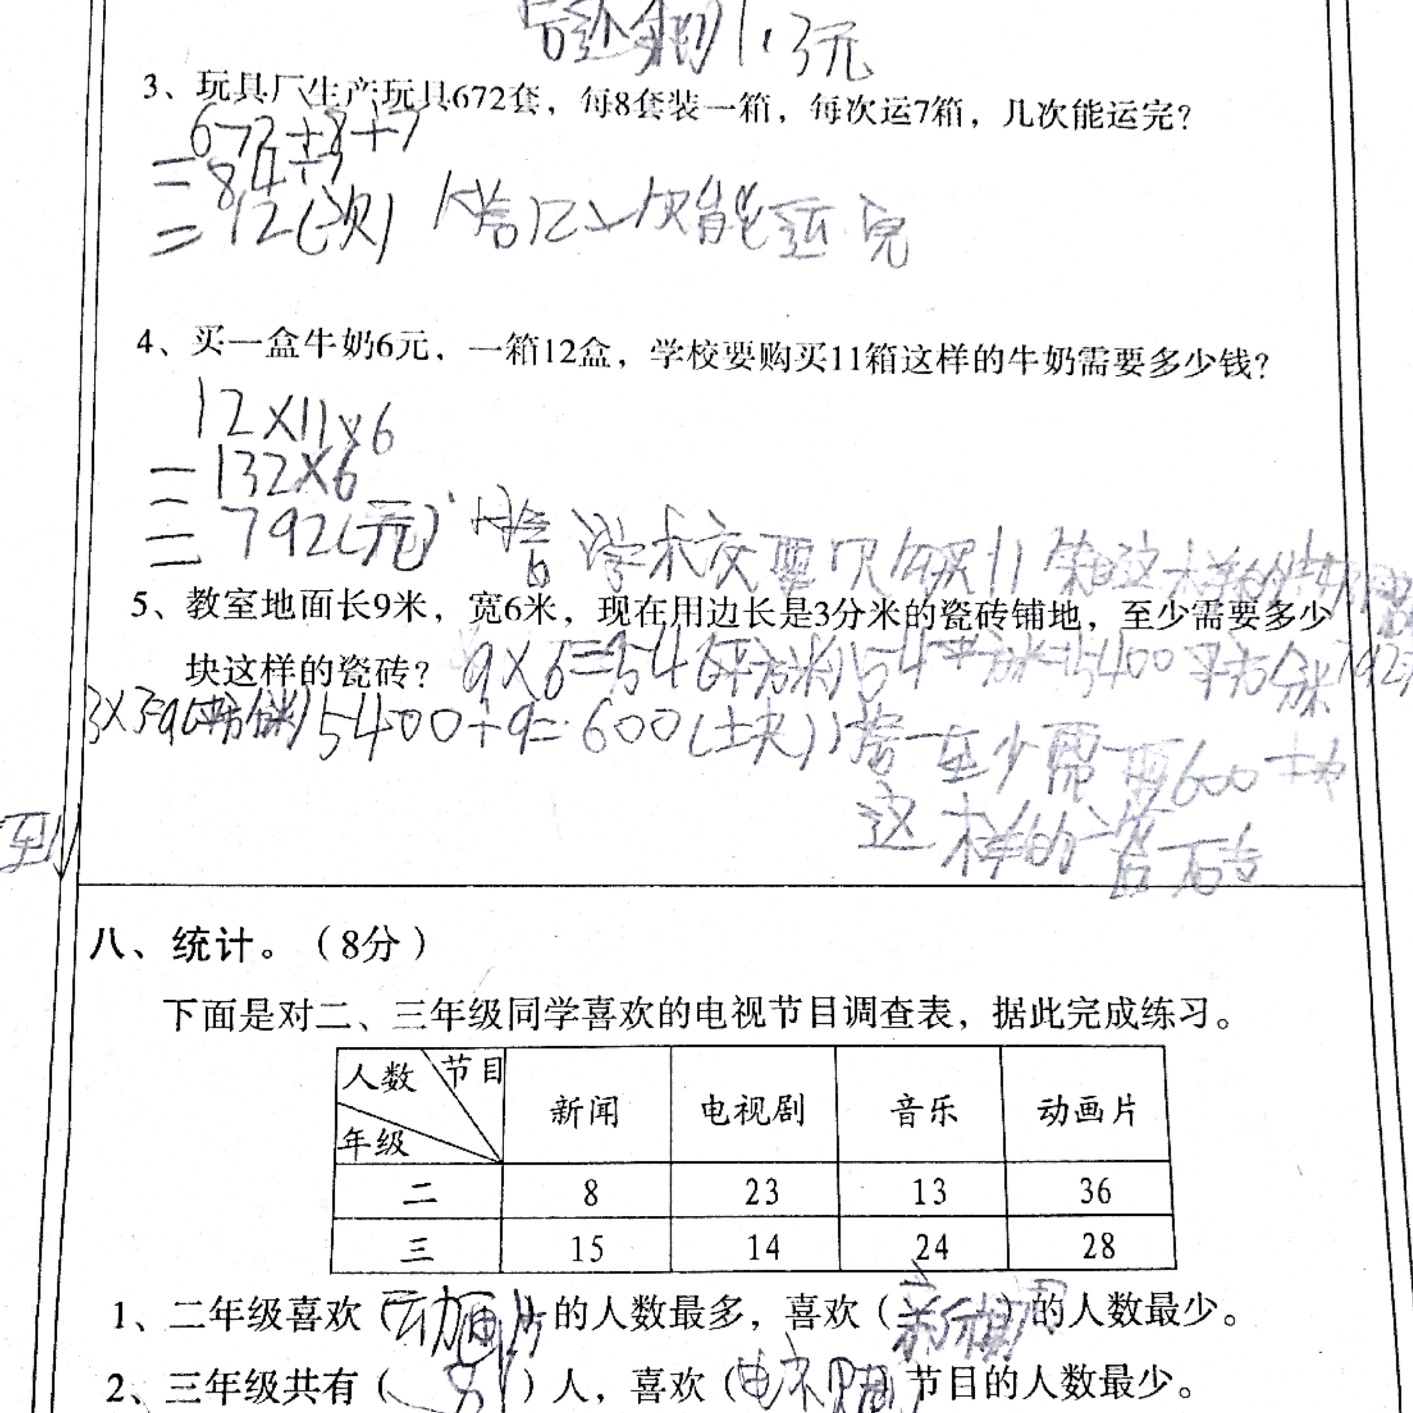 答还剩1.3元
3、玩具厂生产玩具672套，每8套装一箱，每次运7箱，几次能运完？
672÷8÷7
=84÷7
=12(次) 答12次能运完
4、买一盒牛奶6元，一箱12盒，学校要购买11箱这样的牛奶需要多少钱？
12×11×6
=132×6
=792(元) 答学校要购买11箱这样的牛
792
5、教室地面长9米，宽6米，现在用边长是3分米的瓷砖铺地，至少需要多少
块这样的瓷砖？ 9×6=54(平方米) 54平方米=5400平方分米
3×3=9(平方分米) 5400÷9=600(块) 答至少需要600块
这样的瓷砖
八、统计。（8分）
下面是对二、三年级同学喜欢的电视节目调查表，据此完成练习。
人数 节目 年级 新闻 电视剧 音乐 动画片
二 8 23 13 36
三 15 14 24 28
1、二年级喜欢（动画片）的人数最多，喜欢（新闻）的人数最少。
2、三年级共有（81）人，喜欢（电视剧）节目的人数最少。